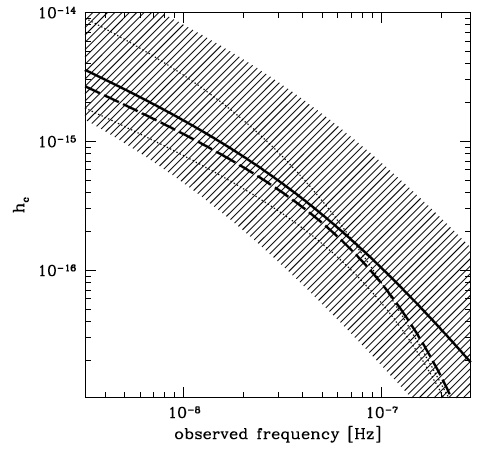 10⁻¹⁴
10⁻¹⁵
h_c
10⁻¹⁶
10⁻⁸ 10⁻⁷
observed frequency [Hz]